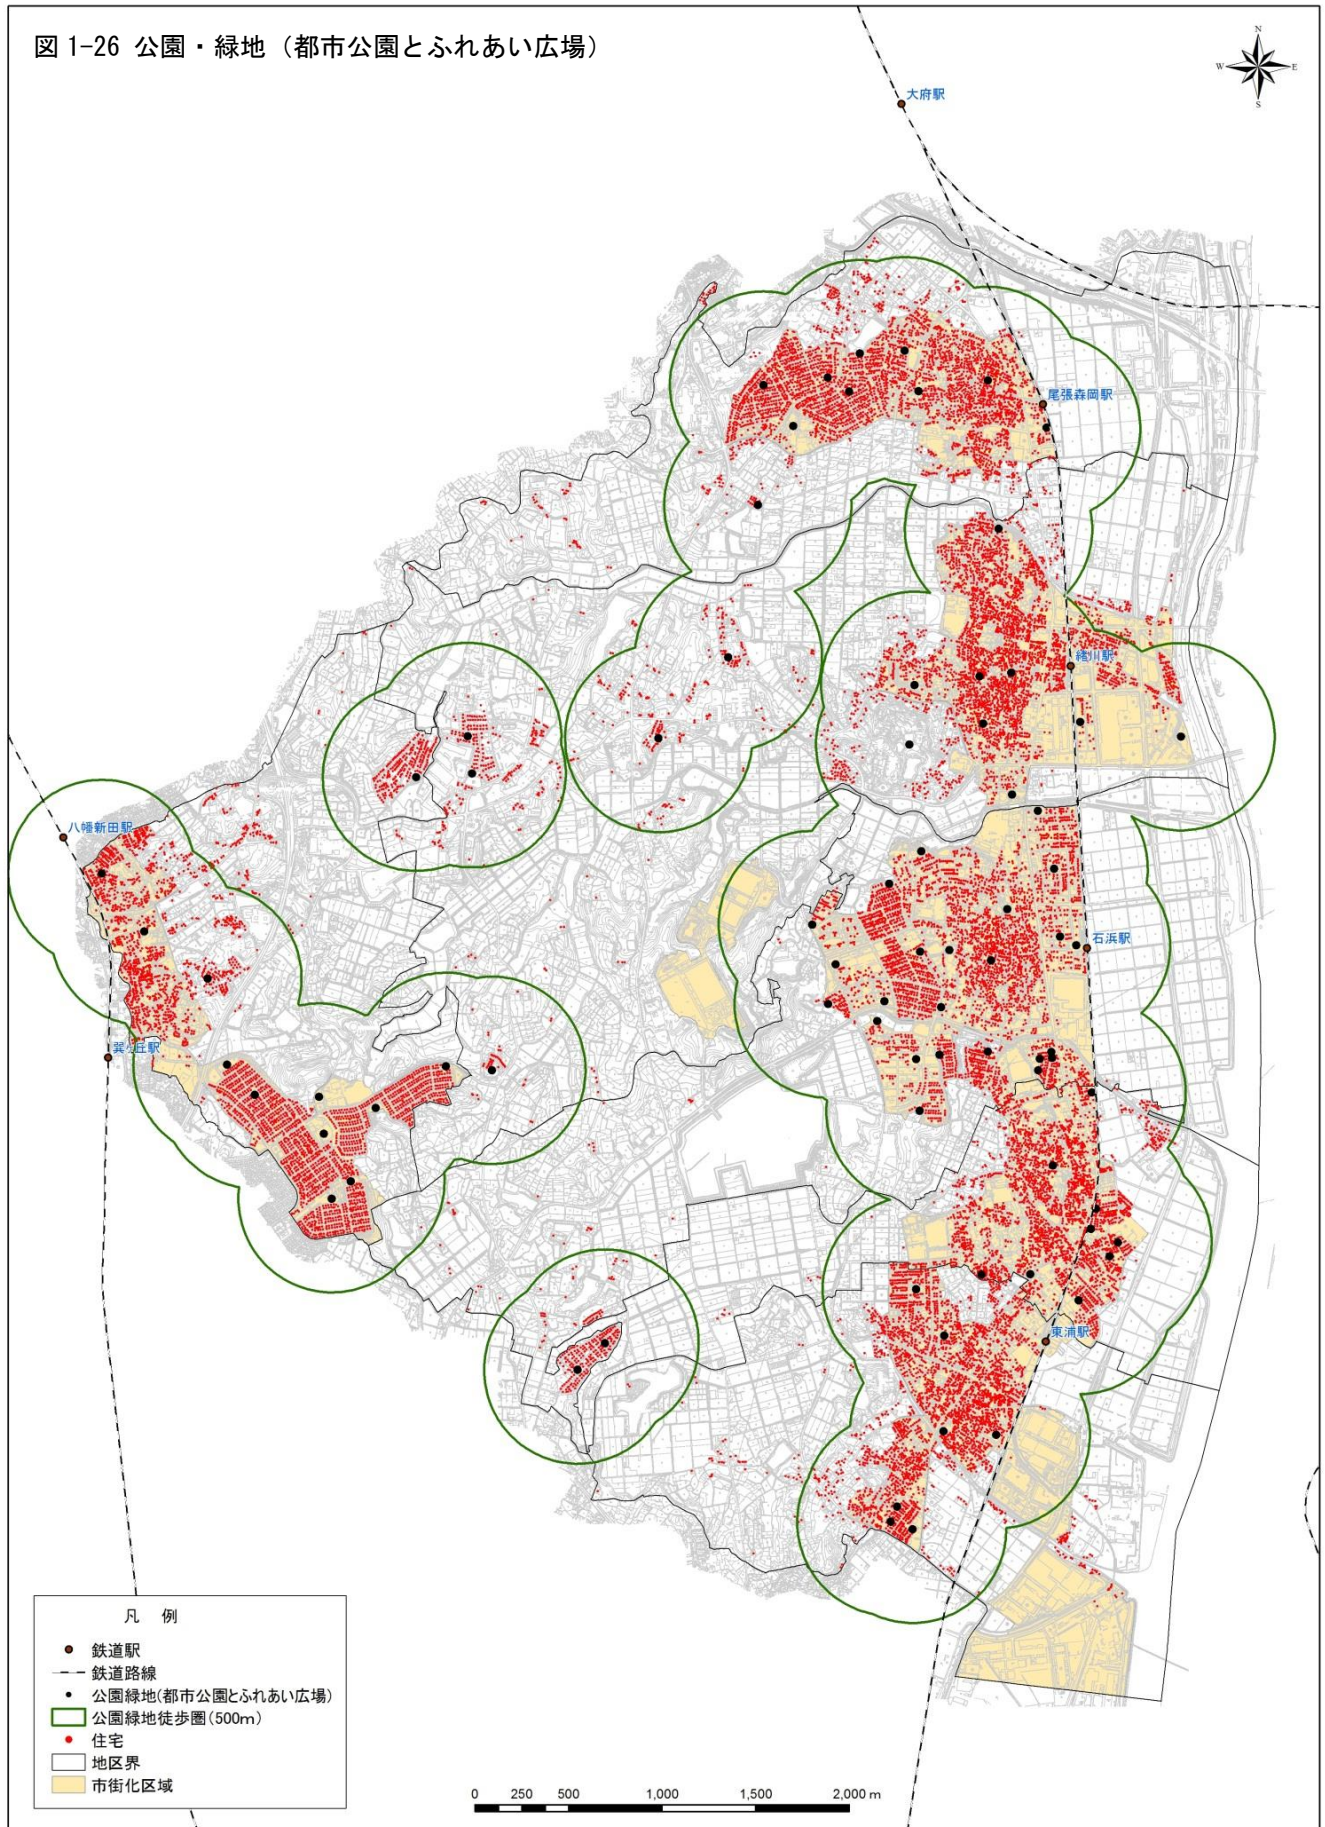 図 1-26 公園・緑地（都市公園とふれあい広場）
N
W
E
S
大府駅
尾張森岡駅
緒川駅
八幡新田駅
石浜駅
巽ヶ丘駅
東浦駅
凡 例
鉄道駅
鉄道路線
公園緑地(都市公園とふれあい広場)
公園緑地徒歩圏(500m)
住宅
地区界
市街化区域
0 250 500 1,000 1,500 2,000 m